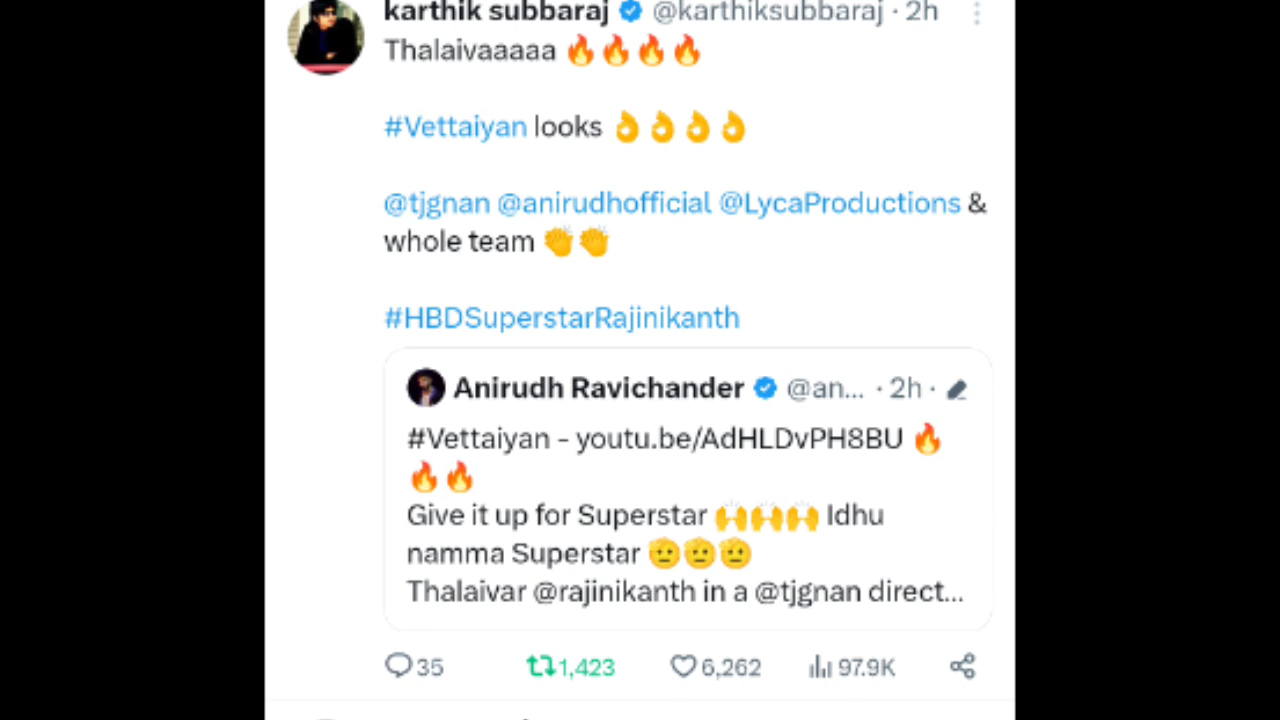 karthik subbaraj @karthiksubbaraj · 2h
Thalaivaaaaa 🔥🔥🔥🔥
#Vettaiyan looks 👌👌👌👌
@tjgnan @anirudhofficial @LycaProductions &
whole team 👏👏
#HBDSuperstarRajinikanth
Anirudh Ravichander @an... · 2h ·
#Vettaiyan - youtu.be/AdHLDvPH8BU 🔥
🔥🔥
Give it up for Superstar 🙌🙌🙌 Idhu
namma Superstar 🫡🫡🫡
Thalaivar @rajinikanth in a @tjgnan direct...
35 1,423 6,262 97.9K